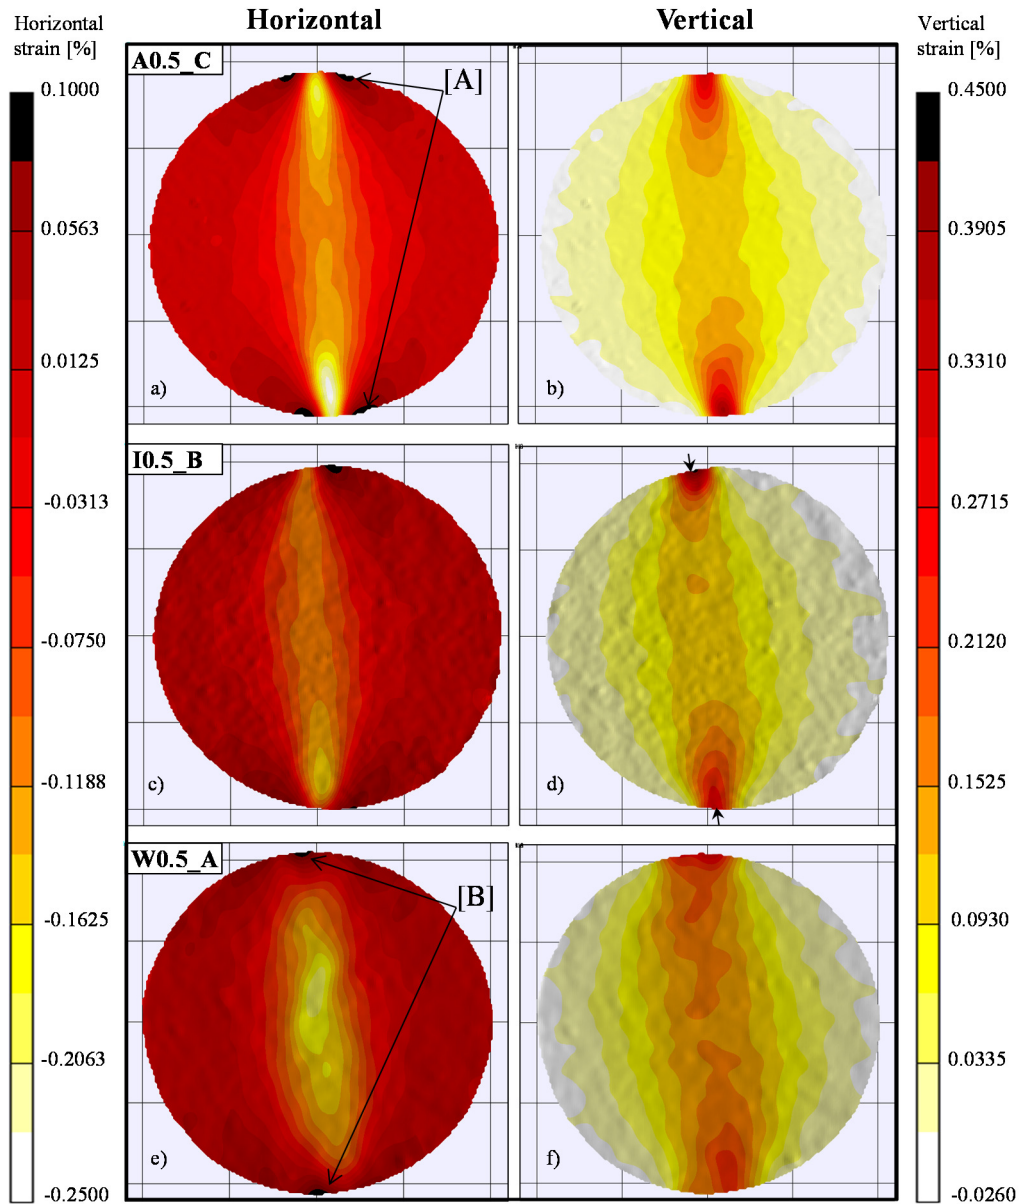 Horizontal
Vertical
Horizontal
strain [%]
Vertical
strain [%]
A0.5_C
[A]
0.1000
0.0563
0.0125
-0.0313
-0.0750
-0.1188
-0.1625
-0.2063
-0.2500
0.4500
0.3905
0.3310
0.2715
0.2120
0.1525
0.0930
0.0335
-0.0260
a)
b)
I0.5_B
c)
d)
W0.5_A
[B]
e)
f)